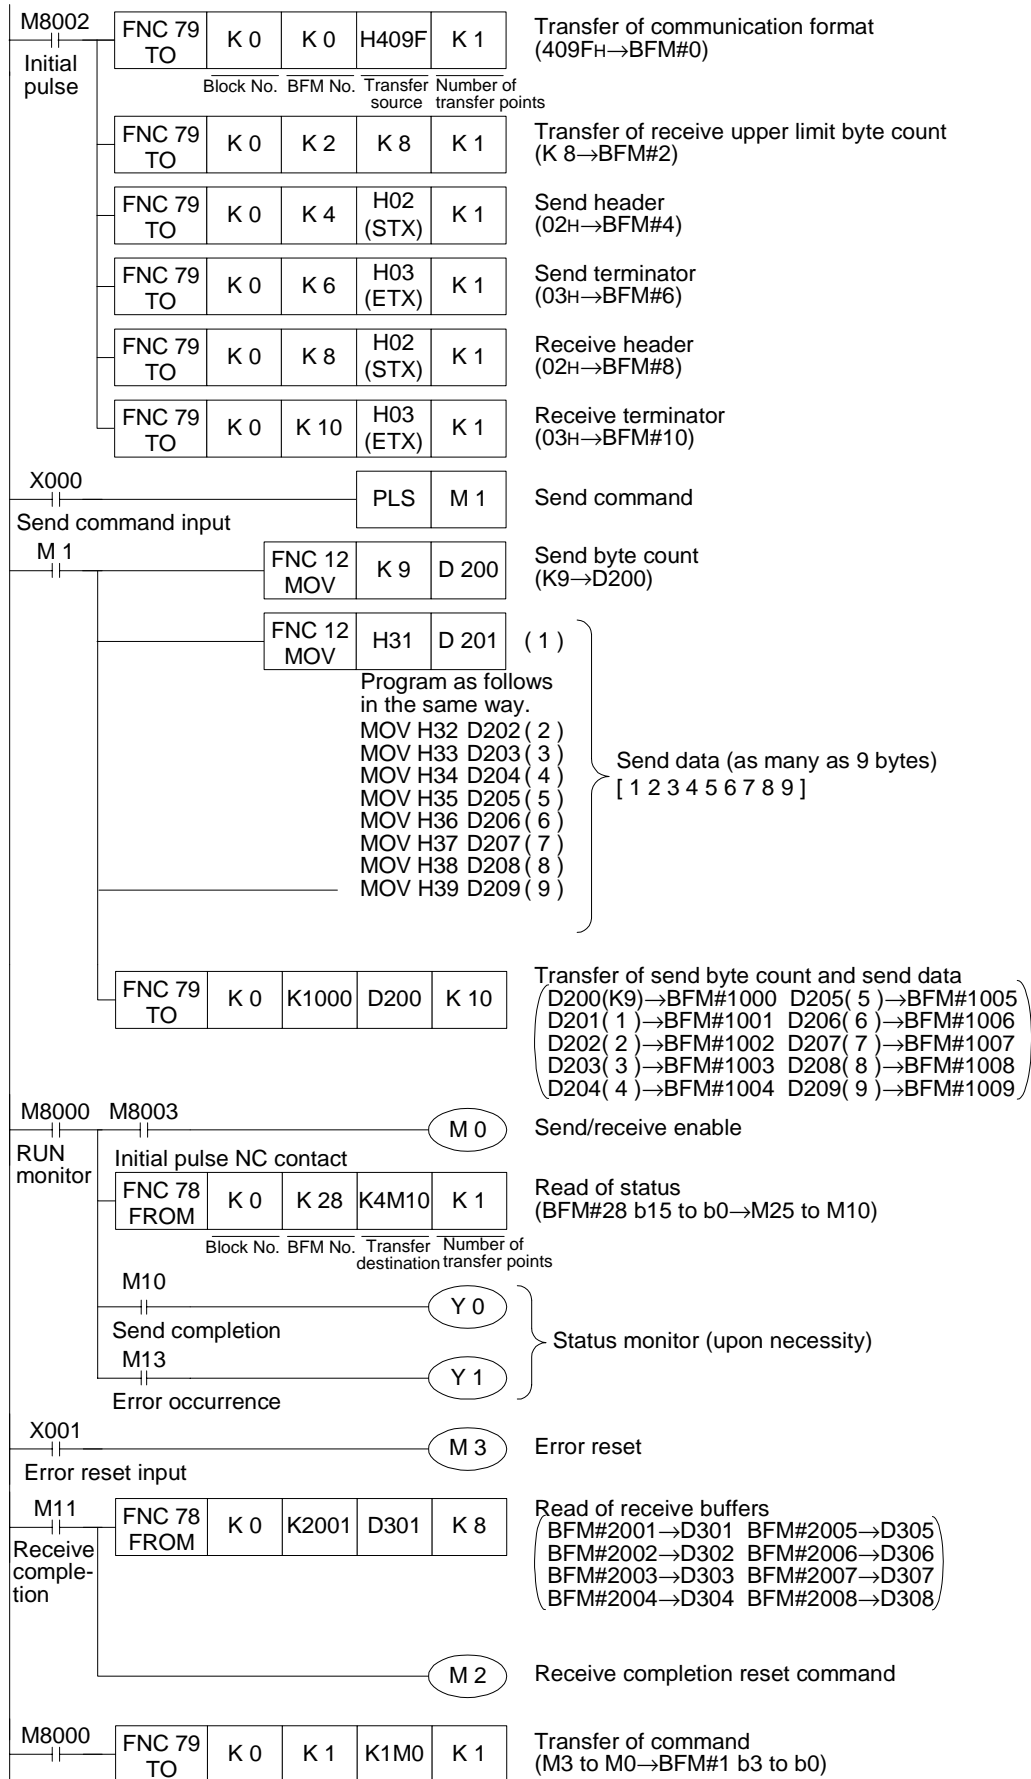 M8002
Initial
pulse
FNC 79
TO
K 0
K 0
H409F
K 1
Transfer of communication format
(409FH→BFM#0)
Block No.
BFM No.
Transfer
source
Number of
transfer points
FNC 79
TO
K 0
K 2
K 8
K 1
Transfer of receive upper limit byte count
(K 8→BFM#2)
FNC 79
TO
K 0
K 4
H02
(STX)
K 1
Send header
(02H→BFM#4)
FNC 79
TO
K 0
K 6
H03
(ETX)
K 1
Send terminator
(03H→BFM#6)
FNC 79
TO
K 0
K 8
H02
(STX)
K 1
Receive header
(02H→BFM#8)
FNC 79
TO
K 0
K 10
H03
(ETX)
K 1
Receive terminator
(03H→BFM#10)
X000
Send command input
PLS
M 1
Send command
M 1
FNC 12
MOV
K 9
D 200
Send byte count
(K9→D200)
FNC 12
MOV
H31
D 201
( 1 )
Program as follows
in the same way.
MOV H32 D202 ( 2 )
MOV H33 D203 ( 3 )
MOV H34 D204 ( 4 )
MOV H35 D205 ( 5 )
MOV H36 D206 ( 6 )
MOV H37 D207 ( 7 )
MOV H38 D208 ( 8 )
MOV H39 D209 ( 9 )
Send data (as many as 9 bytes)
[ 1 2 3 4 5 6 7 8 9 ]
FNC 79
TO
K 0
K1000
D200
K 10
Transfer of send byte count and send data
D200(K9)→BFM#1000 D205( 5 )→BFM#1005
D201( 1 )→BFM#1001 D206( 6 )→BFM#1006
D202( 2 )→BFM#1002 D207( 7 )→BFM#1007
D203( 3 )→BFM#1003 D208( 8 )→BFM#1008
D204( 4 )→BFM#1004 D209( 9 )→BFM#1009
M8000
RUN
monitor
M8003
Initial pulse NC contact
M 0
Send/receive enable
FNC 78
FROM
K 0
K 28
K4M10
K 1
Read of status
(BFM#28 b15 to b0→M25 to M10)
Block No.
BFM No.
Transfer
destination
Number of
transfer points
M10
Send completion
Y 0
M13
Error occurrence
Y 1
Status monitor (upon necessity)
X001
Error reset input
M 3
Error reset
M11
Receive
comple-
tion
FNC 78
FROM
K 0
K2001
D301
K 8
Read of receive buffers
BFM#2001→D301 BFM#2005→D305
BFM#2002→D302 BFM#2006→D306
BFM#2003→D303 BFM#2007→D307
BFM#2004→D304 BFM#2008→D308
M 2
Receive completion reset command
M8000
FNC 79
TO
K 0
K 1
K1M0
K 1
Transfer of command
(M3 to M0→BFM#1 b3 to b0)